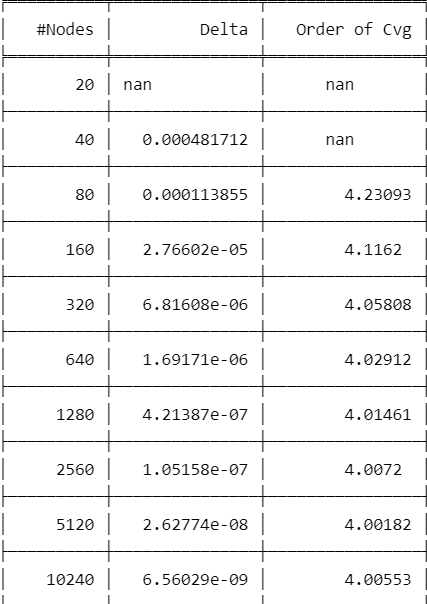 #Nodes Delta Order of Cvg
20 nan nan
40 0.000481712 nan
80 0.000113855 4.23093
160 2.76602e-05 4.1162
320 6.81608e-06 4.05808
640 1.69171e-06 4.02912
1280 4.21387e-07 4.01461
2560 1.05158e-07 4.0072
5120 2.62774e-08 4.00182
10240 6.56029e-09 4.00553